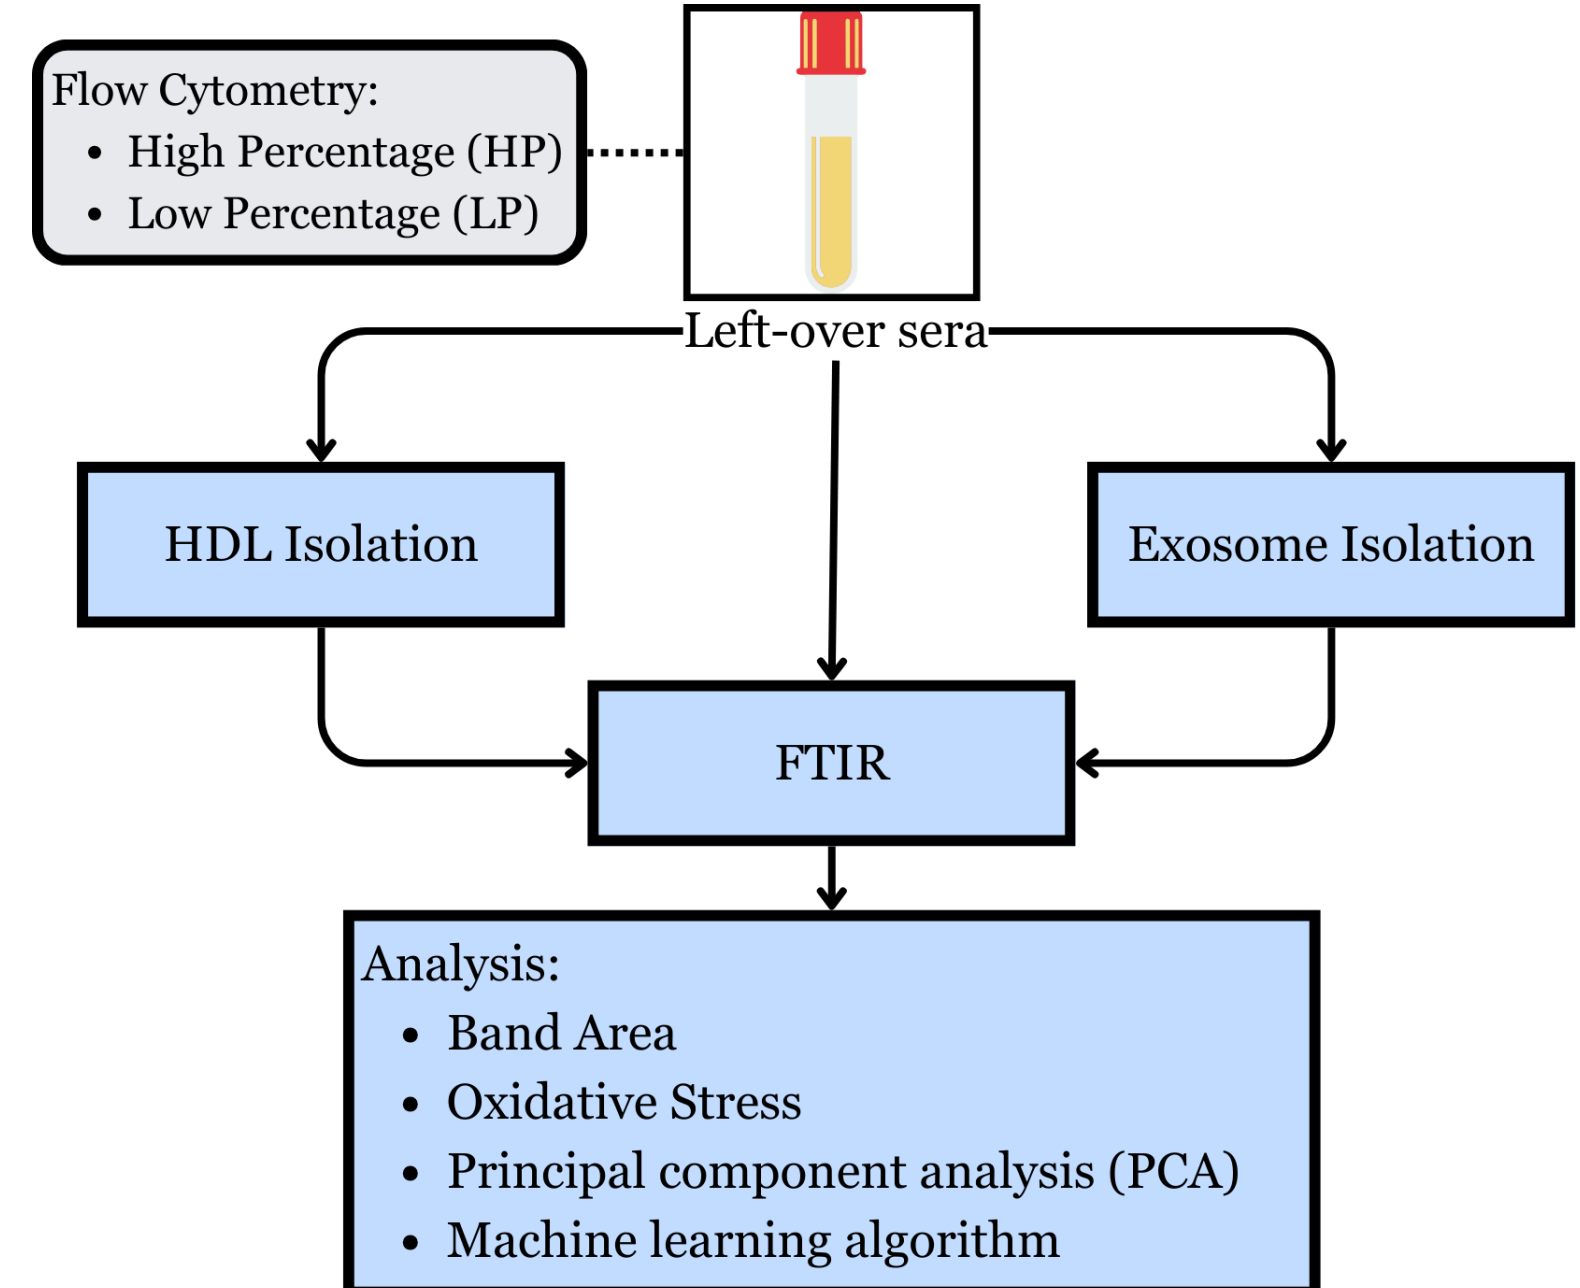 Flow Cytometry:
• High Percentage (HP)
• Low Percentage (LP)
Left-over sera
HDL Isolation
Exosome Isolation
FTIR
Analysis:
• Band Area
• Oxidative Stress
• Principal component analysis (PCA)
• Machine learning algorithm